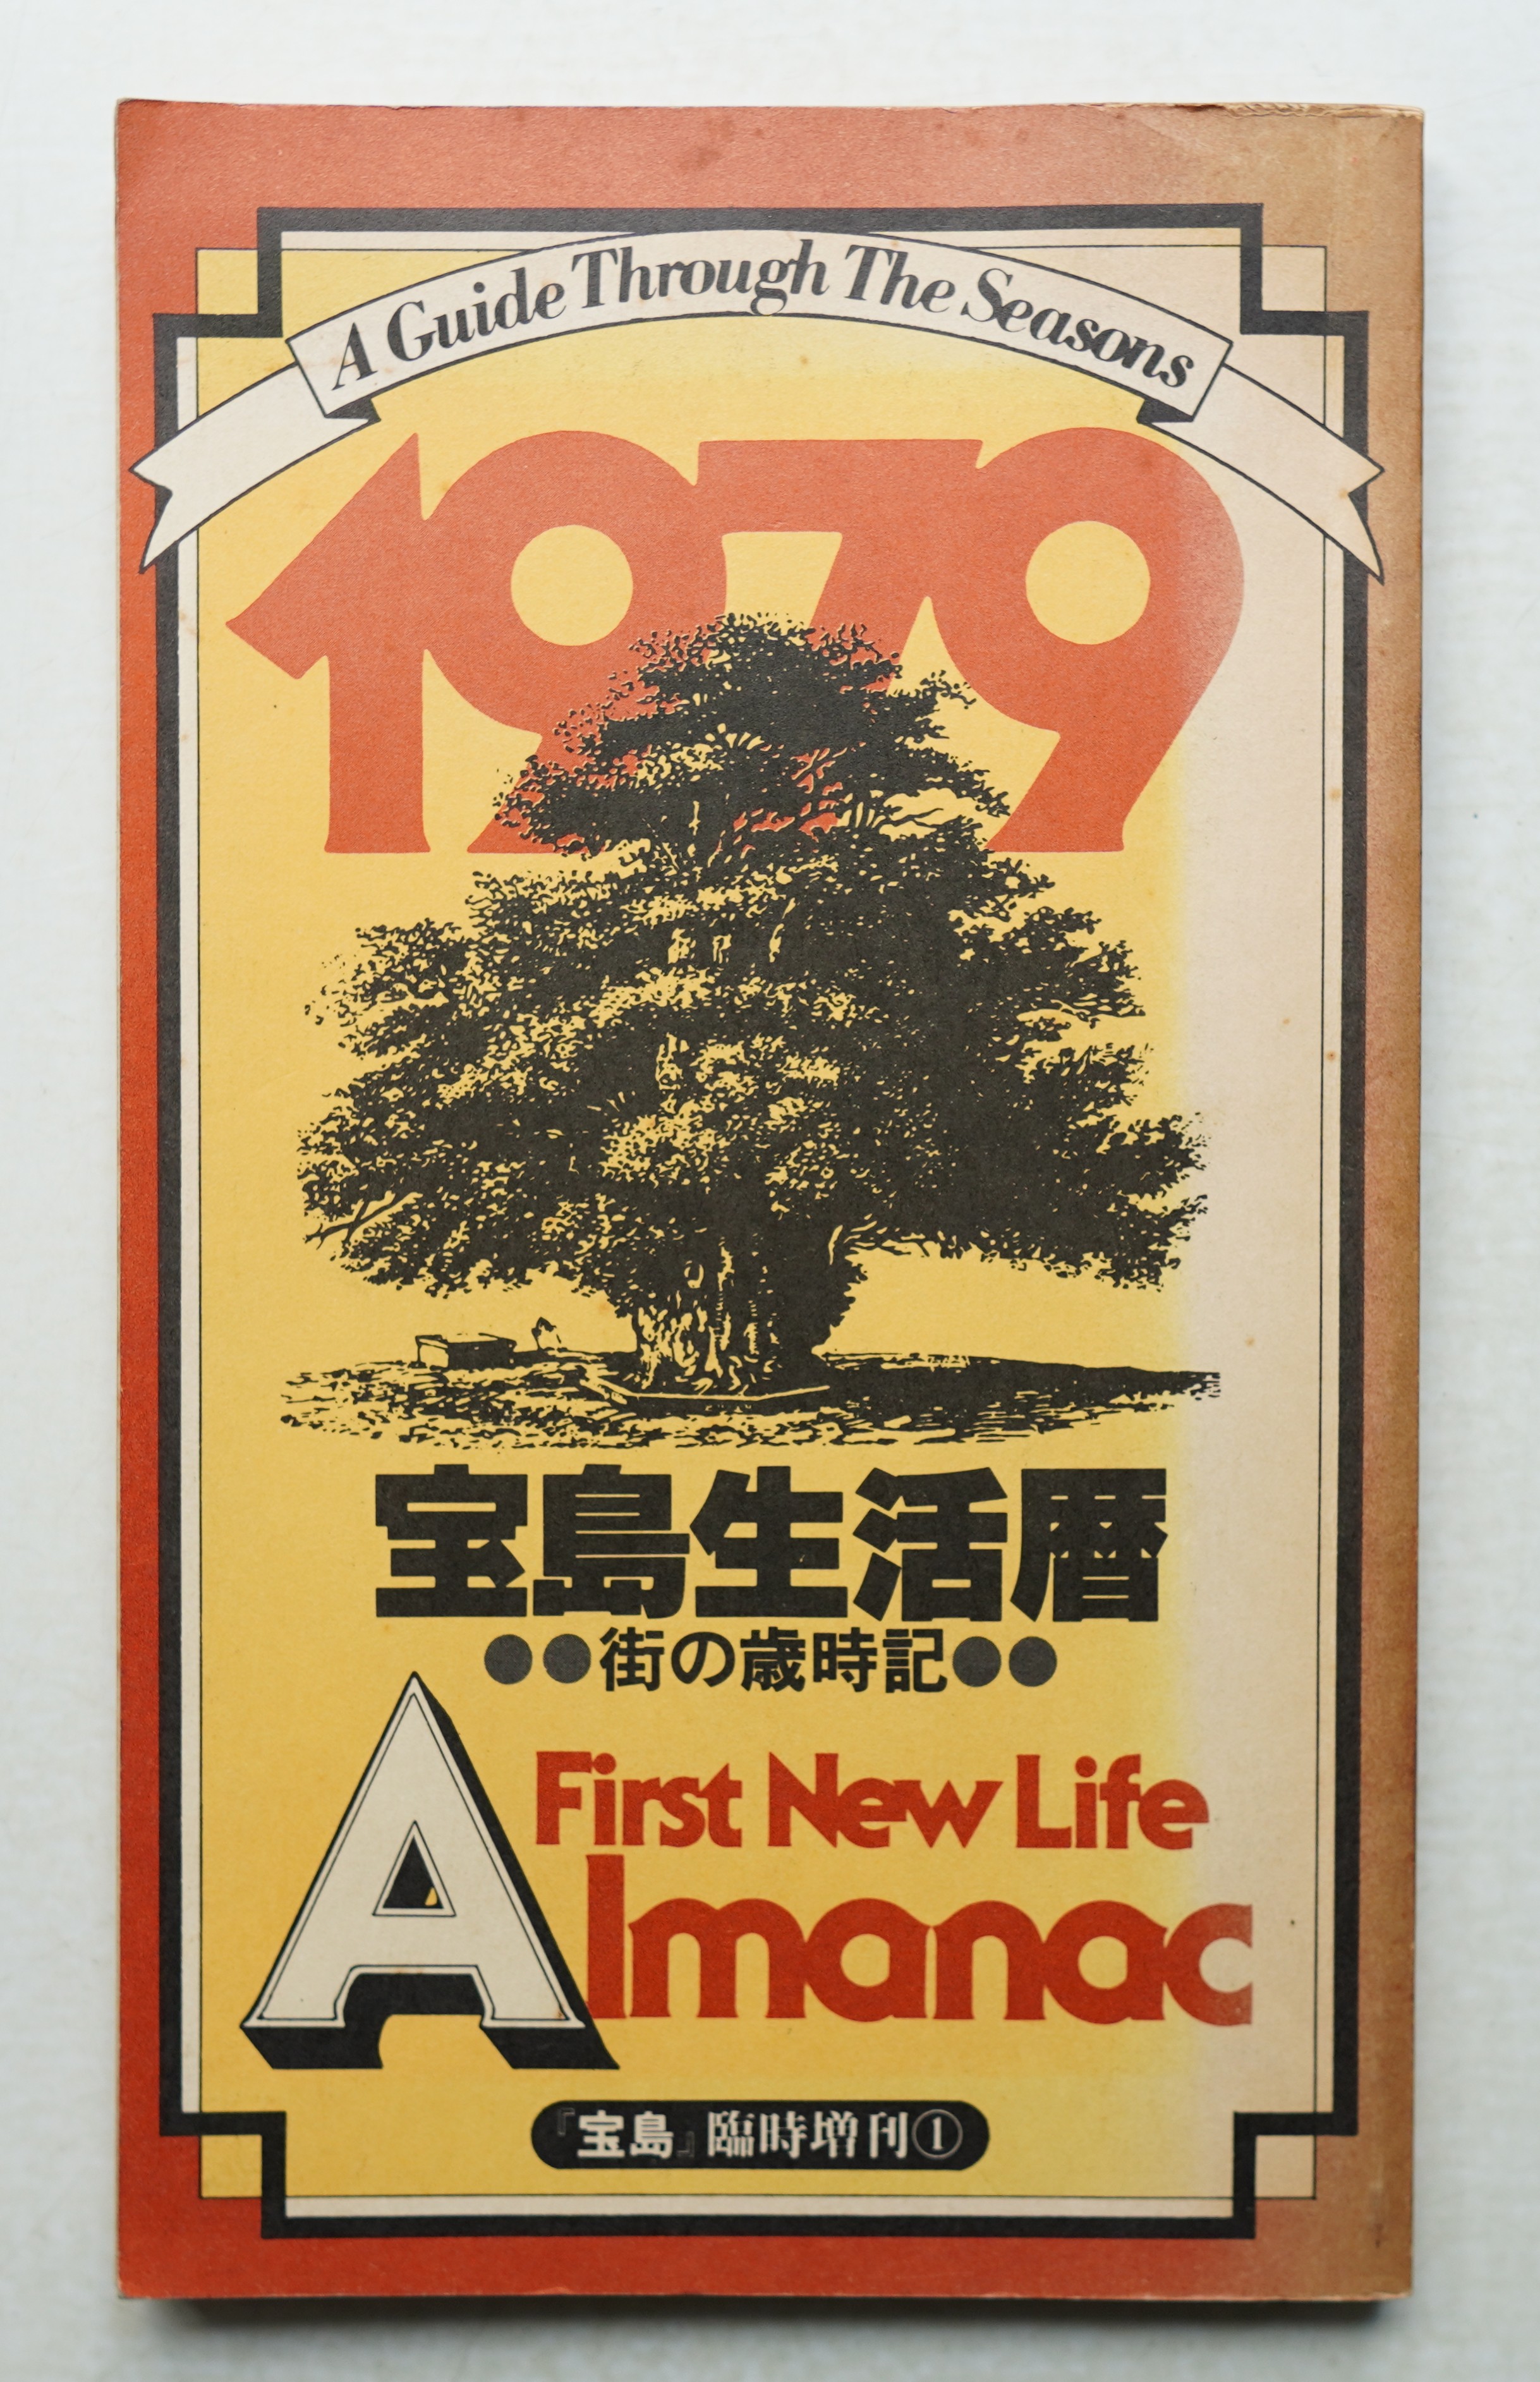 A Guide Through The Seasons
1979
宝島生活暦
●●街の歳時記●●
A First New Life
Almanac
『宝島』臨時増刊①